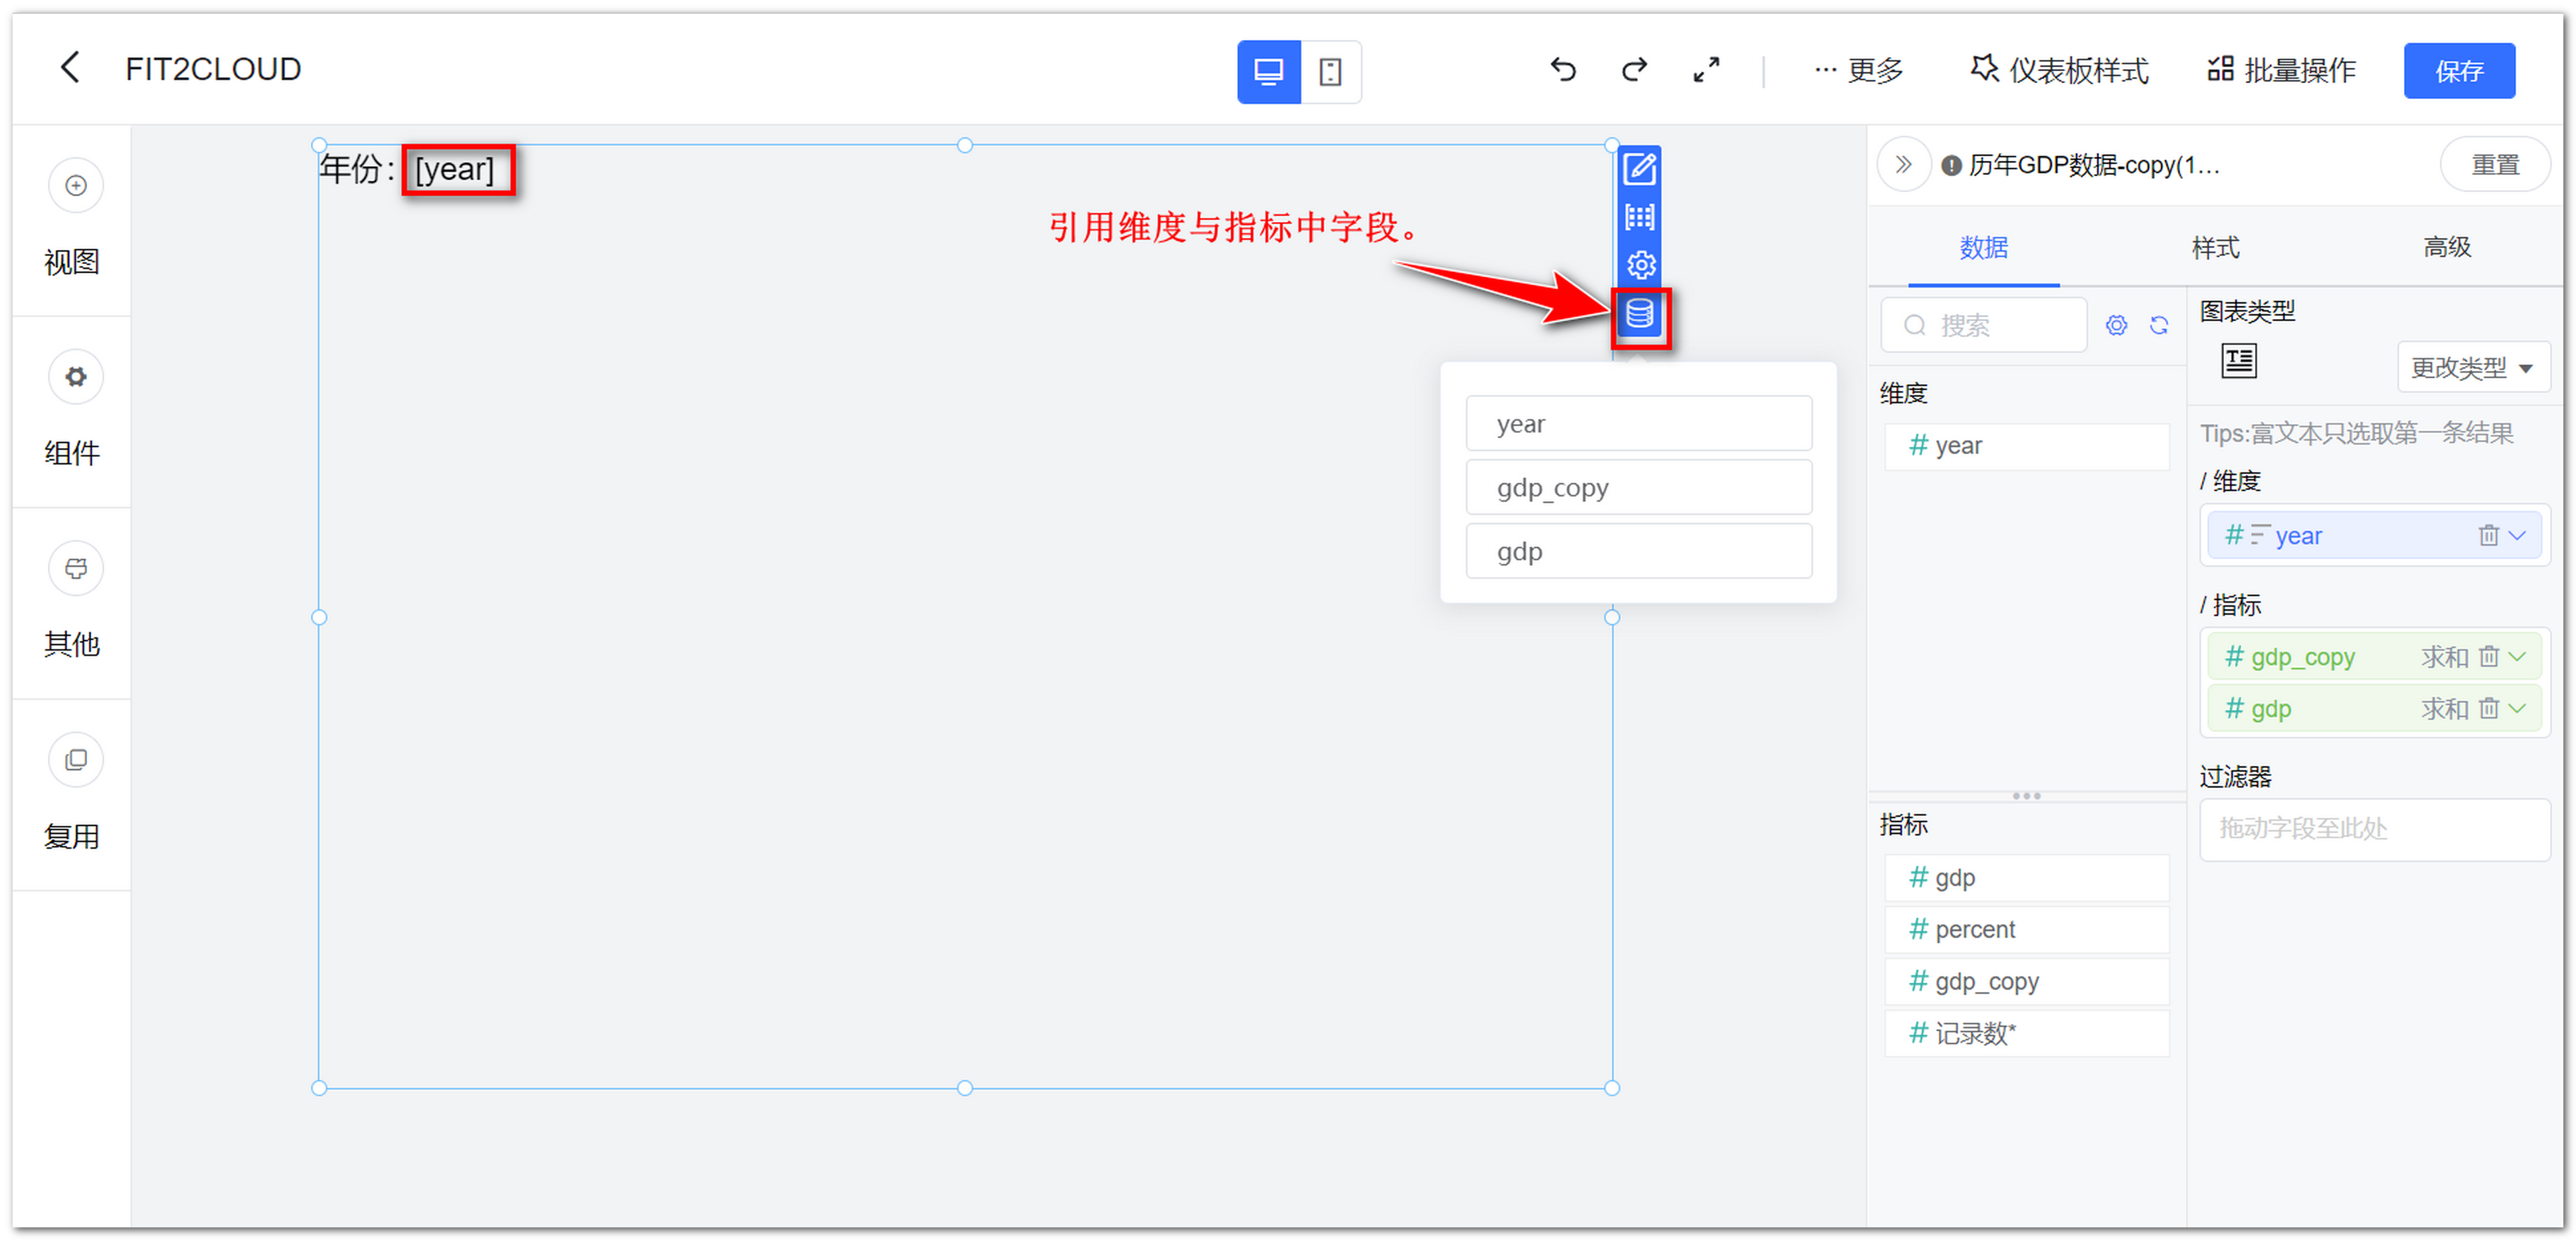 FIT2CLOUD
更多
仪表板样式
批量操作
保存
视图
组件
其他
复用
年份：[year]
引用维度与指标中字段。
year
gdp_copy
gdp
历年GDP数据-copy(1...
重置
数据
样式
高级
搜索
维度
# year
指标
# gdp
# percent
# gdp_copy
# 记录数*
图表类型
更改类型
Tips:富文本只选取第一条结果
/ 维度
# year
/ 指标
# gdp_copy 求和
# gdp 求和
过滤器
拖动字段至此处